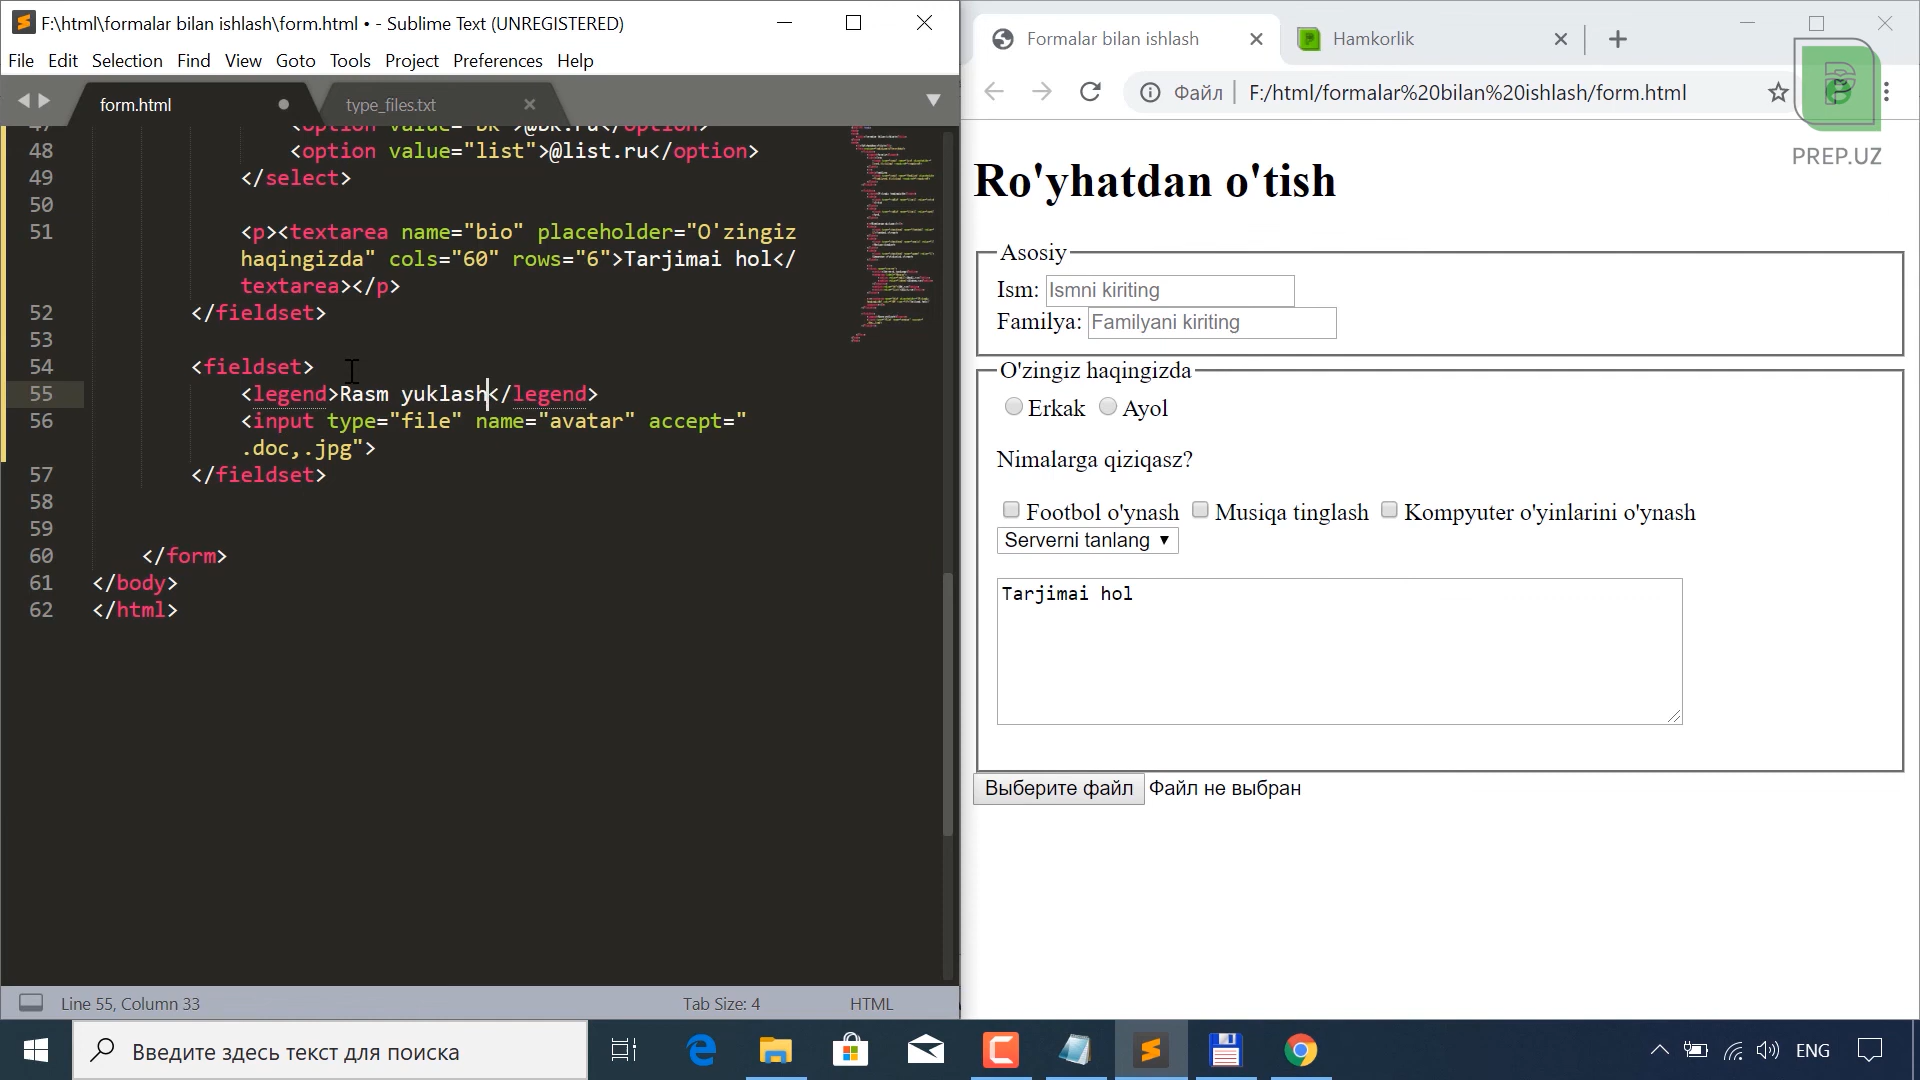 F:\html\formalar bilan ishlash\form.html • - Sublime Text (UNREGISTERED)
File Edit Selection Find View Goto Tools Project Preferences Help
form.html
type_files.txt
47 <option value="bk">@bk.ru</option>
48 <option value="list">@list.ru</option>
49 </select>
50
51 <p><textarea name="bio" placeholder="O'zingiz
haqingizda" cols="60" rows="6">Tarjimai hol</
textarea></p>
52 </fieldset>
53
54 <fieldset>
55 <legend>Rasm yuklash</legend>
56 <input type="file" name="avatar" accept="
.doc,.jpg">
57 </fieldset>
58
59
60 </form>
61 </body>
62 </html>
Line 55, Column 33
Tab Size: 4
HTML
Formalar bilan ishlash
Hamkorlik
Файл
F:/html/formalar%20bilan%20ishlash/form.html
PREP.UZ
Ro'yhatdan o'tish
Asosiy
Ism: Ismni kiriting
Familya: Familyani kiriting
O'zingiz haqingizda
Erkak Ayol
Nimalarga qiziqasz?
Footbol o'ynash Musiqa tinglash Kompyuter o'yinlarini o'ynash
Serverni tanlang
Tarjimai hol
Выберите файл Файл не выбран
Введите здесь текст для поиска
ENG